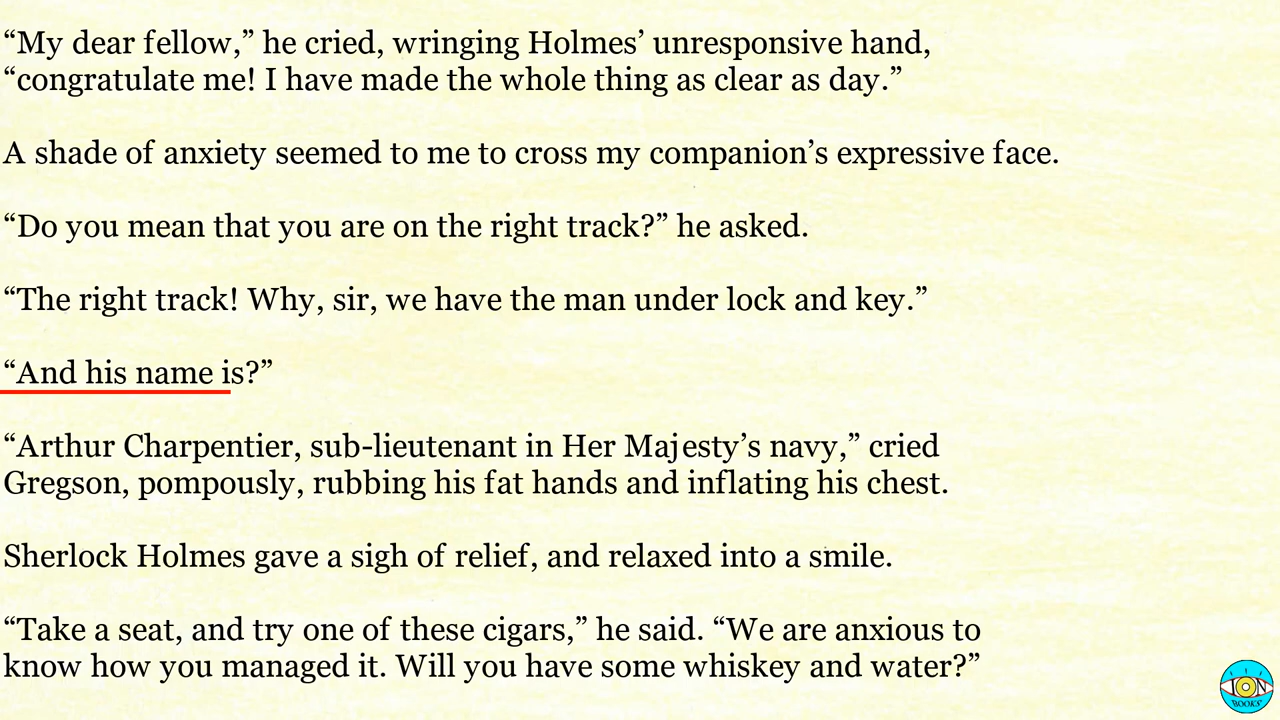 “My dear fellow,” he cried, wringing Holmes’ unresponsive hand,
“congratulate me! I have made the whole thing as clear as day.”
A shade of anxiety seemed to me to cross my companion’s expressive face.
“Do you mean that you are on the right track?” he asked.
“The right track! Why, sir, we have the man under lock and key.”
“And his name is?”
“Arthur Charpentier, sub-lieutenant in Her Majesty’s navy,” cried
Gregson, pompously, rubbing his fat hands and inflating his chest.
Sherlock Holmes gave a sigh of relief, and relaxed into a smile.
“Take a seat, and try one of these cigars,” he said. “We are anxious to
know how you managed it. Will you have some whiskey and water?”
ION
BOOKS